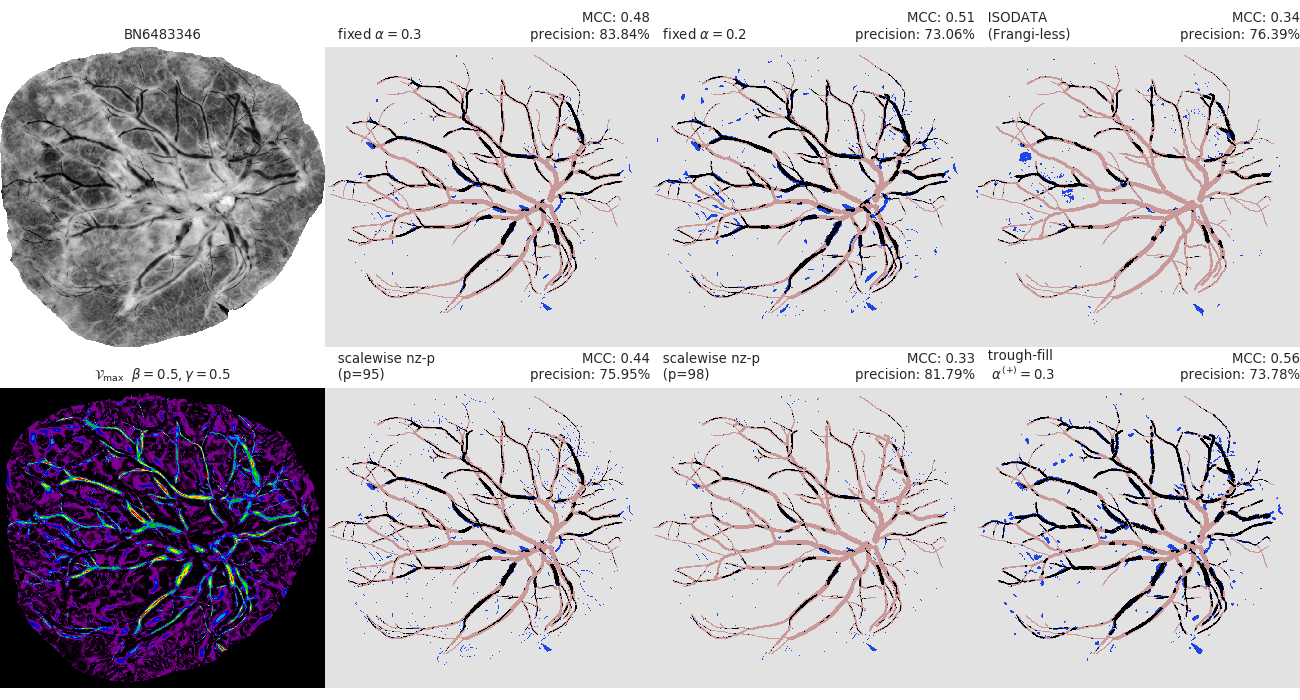 BN6483346
fixed α = 0.3
MCC: 0.48
precision: 83.84%
fixed α = 0.2
MCC: 0.51
precision: 73.06%
ISODATA
(Frangi-less)
MCC: 0.34
precision: 76.39%
𝒱max β = 0.5, γ = 0.5
scalewise nz-p
(p=95)
MCC: 0.44
precision: 75.95%
scalewise nz-p
(p=98)
MCC: 0.33
precision: 81.79%
trough-fill
α⁽⁺⁾ = 0.3
MCC: 0.56
precision: 73.78%